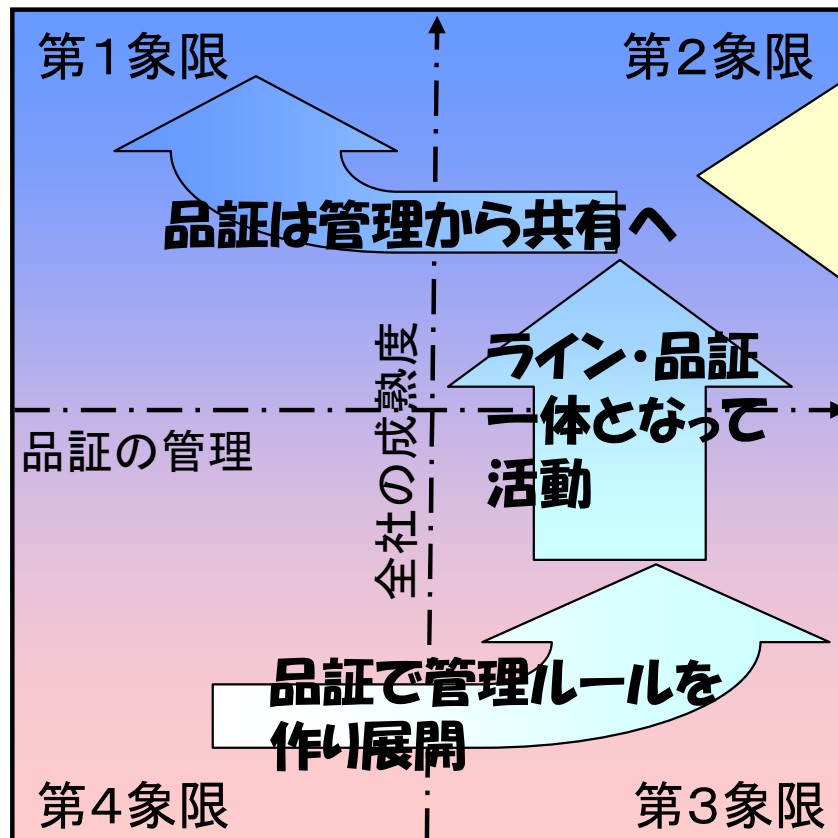 第1象限
第2象限
品証は管理から共有へ
ライン・品証
一体となって
活動
品証の管理
全社の成熟度
品証で管理ルールを
作り展開
第4象限
第3象限